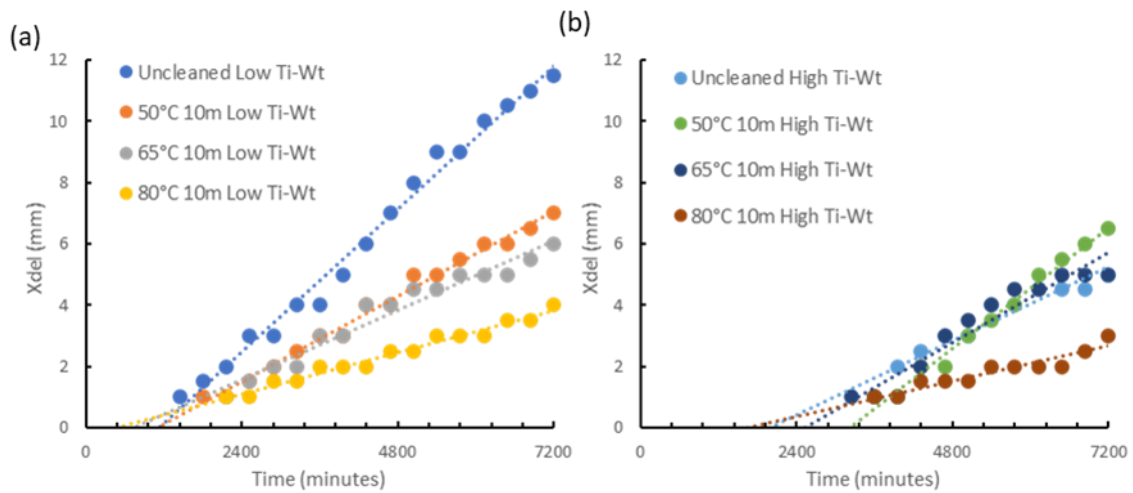 (a)
12
10
8
6
4
2
0
Xdel (mm)
Uncleaned Low Ti-Wt
50°C 10m Low Ti-Wt
65°C 10m Low Ti-Wt
80°C 10m Low Ti-Wt
0 2400 4800 7200
Time (minutes)
(b)
12
10
8
6
4
2
0
Xdel (mm)
Uncleaned High Ti-Wt
50°C 10m High Ti-Wt
65°C 10m High Ti-Wt
80°C 10m High Ti-Wt
0 2400 4800 7200
Time (minutes)